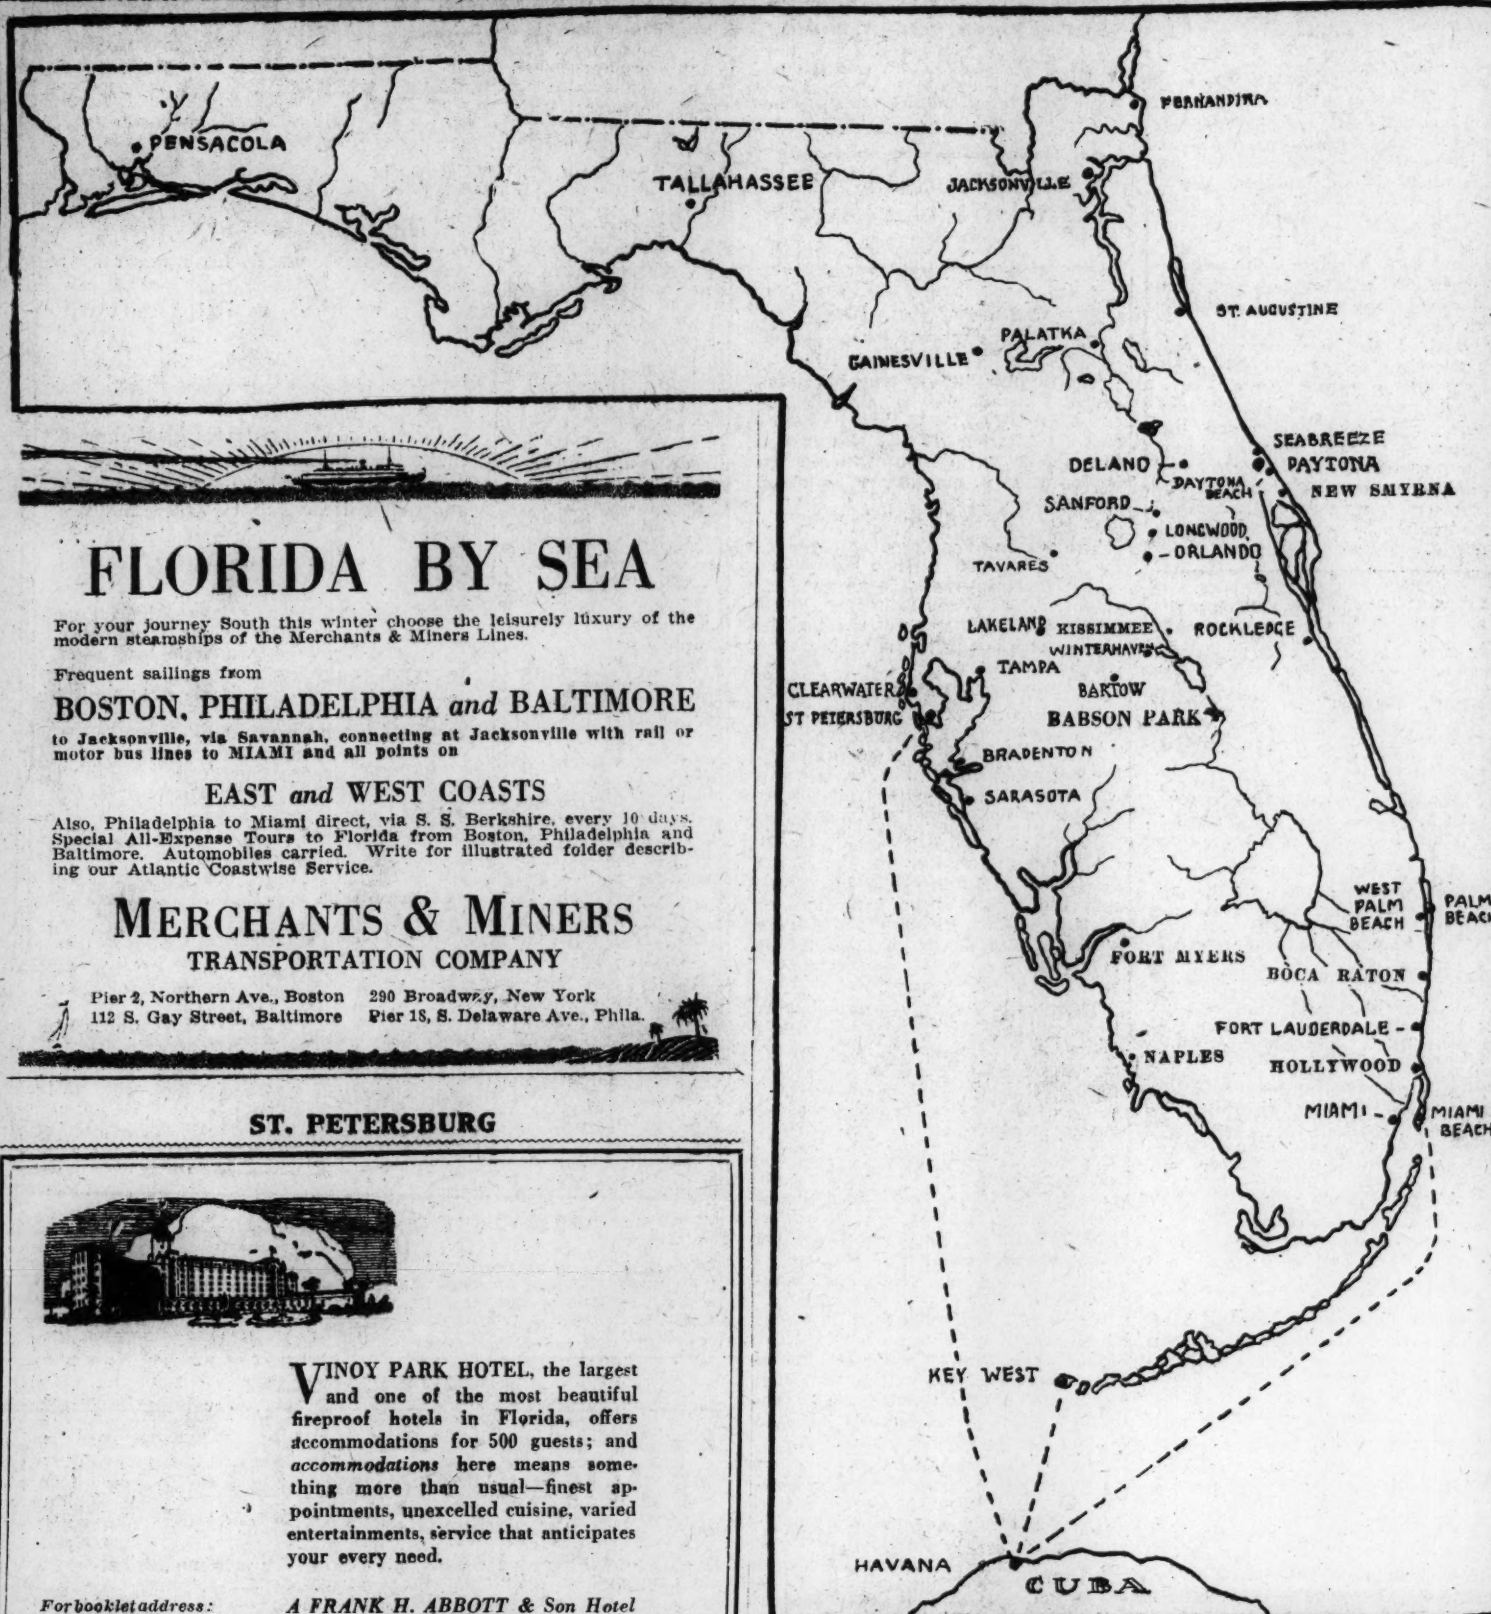 PENSACOLA
TALLAHASSEE
JACKSONVILLE
FERNANDINA
ST. AUGUSTINE
PALATKA
GAINESVILLE
SEABREEZE
DAYTONA
DELAND
DAYTONA
BEACH
NEW SMYRNA
SANFORD
LONGWOOD
ORLANDO
TAVARES
LAKELAND
KISSIMMEE
ROCKLEDGE
WINTERHAVEN
TAMPA
CLEARWATER
BARTOW
ST PETERSBURG
BABSON PARK
BRADENTON
SARASOTA
WEST
PALM
BEACH
PALM
BEACH
FORT MYERS
BOCA RATON
FORT LAUDERDALE
NAPLES
HOLLYWOOD
MIAMI
MIAMI
BEACH
KEY WEST
HAVANA
CUBA
FLORIDA BY SEA
For your journey South this winter choose the leisurely luxury of the
modern steamships of the Merchants & Miners Lines.
Frequent sailings from
BOSTON, PHILADELPHIA and BALTIMORE
to Jacksonville, via Savannah, connecting at Jacksonville with rail or
motor bus lines to MIAMI and all points on
EAST and WEST COASTS
Also, Philadelphia to Miami direct, via S. S. Berkshire, every 10 days.
Special All-Expense Tours to Florida from Boston, Philadelphia and
Baltimore. Automobiles carried. Write for illustrated folder describ-
ing our Atlantic Coastwise Service.
MERCHANTS & MINERS
TRANSPORTATION COMPANY
Pier 2, Northern Ave., Boston 290 Broadway, New York
112 S. Gay Street, Baltimore Pier 18, S. Delaware Ave., Phila.
ST. PETERSBURG
VINOY PARK HOTEL, the largest
and one of the most beautiful
fireproof hotels in Florida, offers
accommodations for 500 guests; and
accommodations here means some-
thing more than usual—finest ap-
pointments, unexcelled cuisine, varied
entertainments, service that anticipates
your every need.
For booklet address:
A FRANK H. ABBOTT & Son Hotel